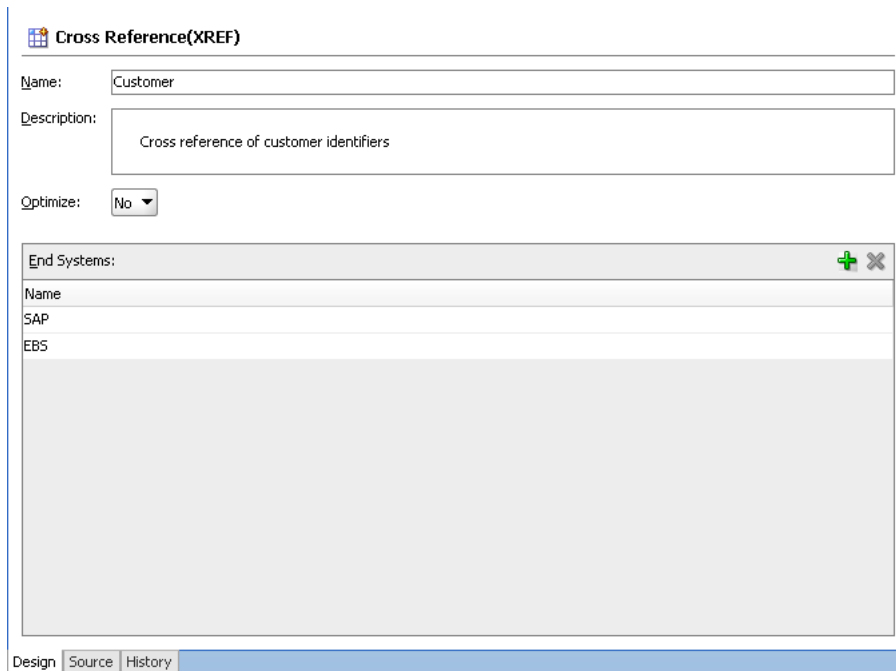 Cross Reference(XREF)
Name: Customer
Description: Cross reference of customer identifiers
Optimize: No
End Systems:
Name
SAP
EBS
Design Source History